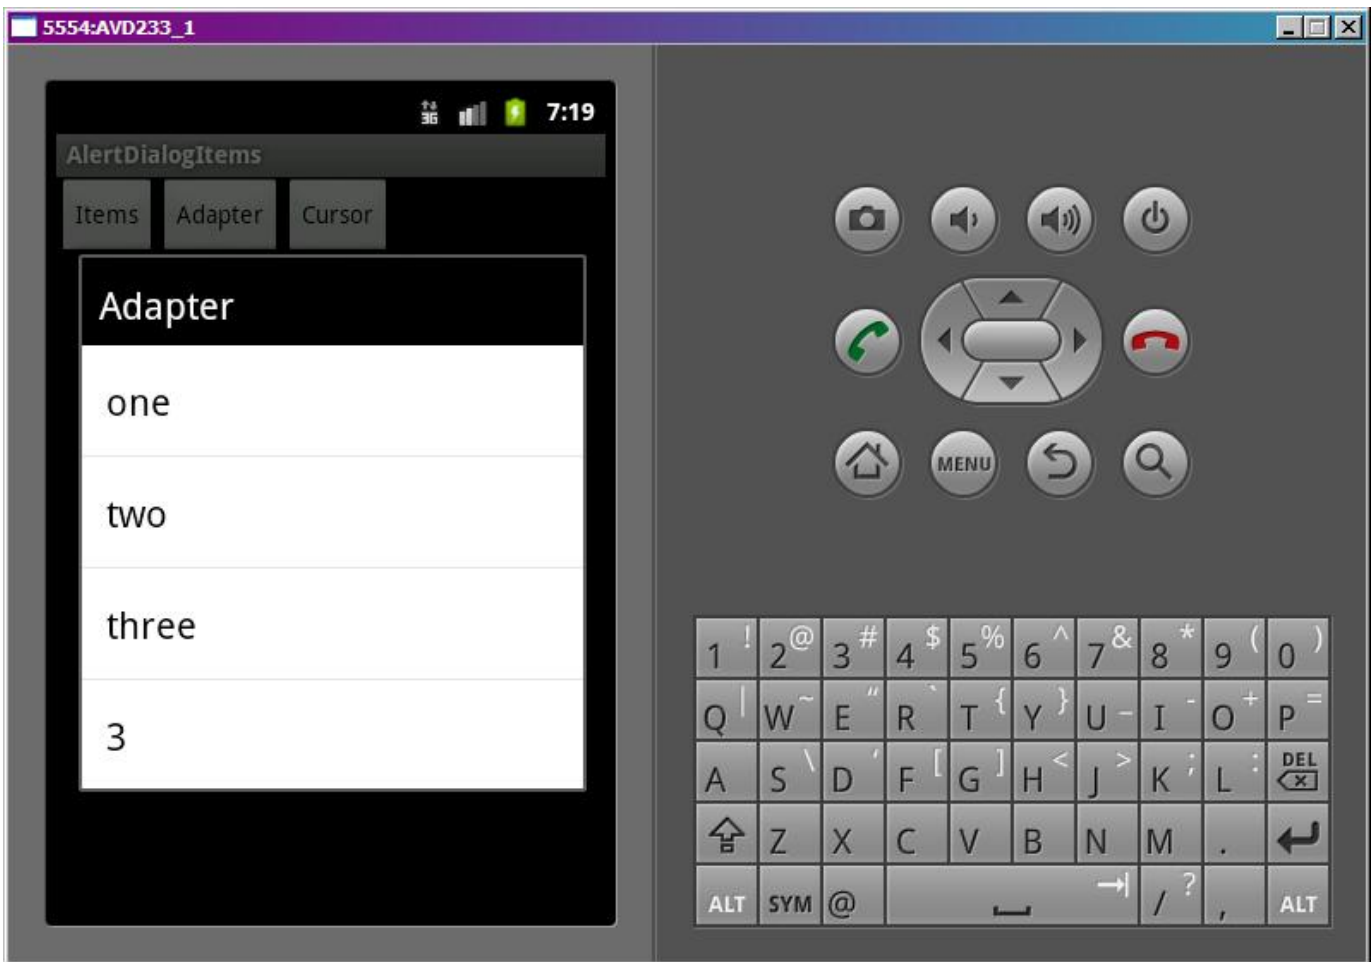 5554:AVD233_1
3G 7:19
AlertDialogItems
Items Adapter Cursor
Adapter
one
two
three
3
MENU
1 ! 2 @ 3 # 4 $ 5 % 6 ^ 7 & 8 * 9 ( 0 )
Q | W ~ E " R ` T { Y } U _ I - O + P =
A S \ D ' F [ G ] H < J > K ; L : DEL
Z X C V B N M .
ALT SYM @ / ? , ALT